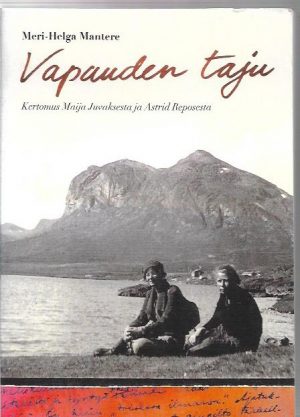 Meri-Helga Mantere
Vapauden taju
Kertomus Maija Juvaksesta ja Astrid Reposesta